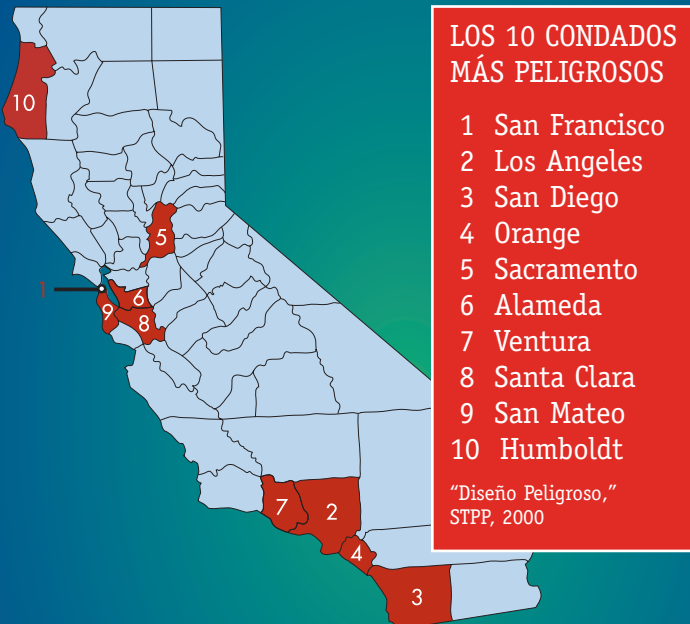 LOS 10 CONDADOS
MÁS PELIGROSOS
1 San Francisco
2 Los Angeles
3 San Diego
4 Orange
5 Sacramento
6 Alameda
7 Ventura
8 Santa Clara
9 San Mateo
10 Humboldt
“Diseño Peligroso,”
STPP, 2000
10
5
1
6
9
8
7
2
4
3